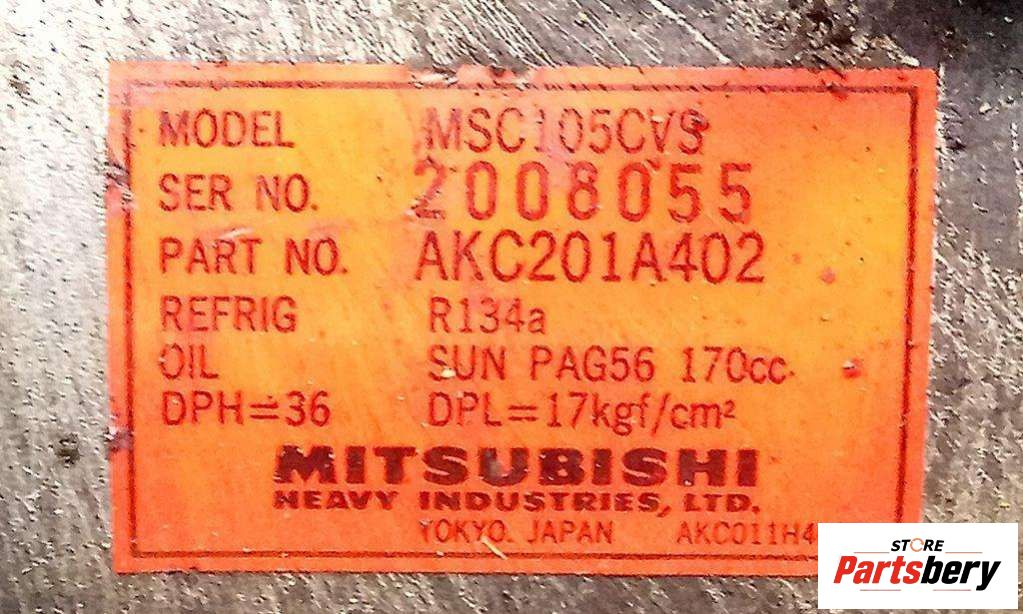 MODEL MSC105CVS
SER NO. 2008055
PART NO. AKC201A402
REFRIG R134a
OIL SUN PAG56 170cc
DPH=36 DPL=17kgf/cm²
MITSUBISHI
HEAVY INDUSTRIES, LTD.
TOKYO. JAPAN AKC011H4
STORE
Partsbery